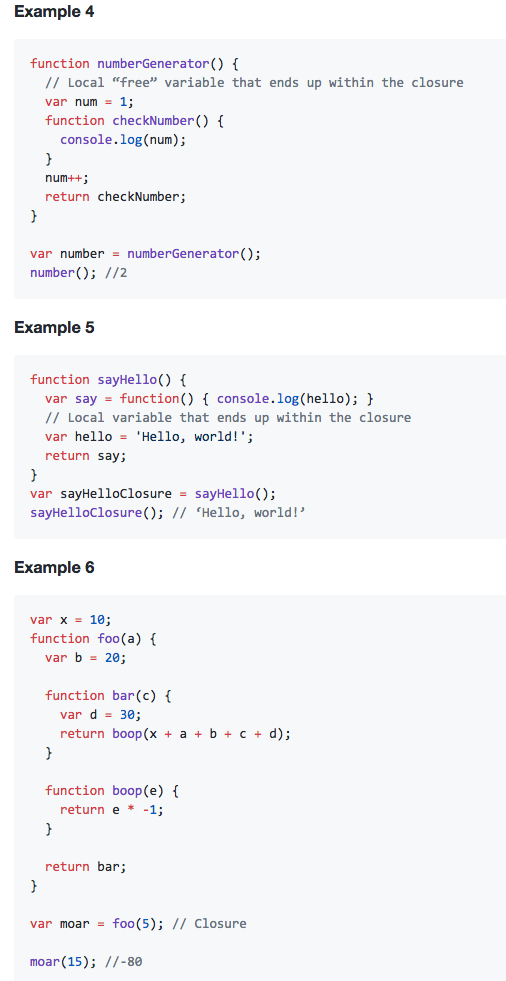 Example 4
function numberGenerator() {
  // Local “free” variable that ends up within the closure
  var num = 1;
  function checkNumber() {
    console.log(num);
  }
  num++;
  return checkNumber;
}

var number = numberGenerator();
number(); //2
Example 5
function sayHello() {
  var say = function() { console.log(hello); }
  // Local variable that ends up within the closure
  var hello = 'Hello, world!';
  return say;
}
var sayHelloClosure = sayHello();
sayHelloClosure(); // ‘Hello, world!’
Example 6
var x = 10;
function foo(a) {
  var b = 20;

  function bar(c) {
    var d = 30;
    return boop(x + a + b + c + d);
  }

  function boop(e) {
    return e * -1;
  }

  return bar;
}

var moar = foo(5); // Closure

moar(15); //-80